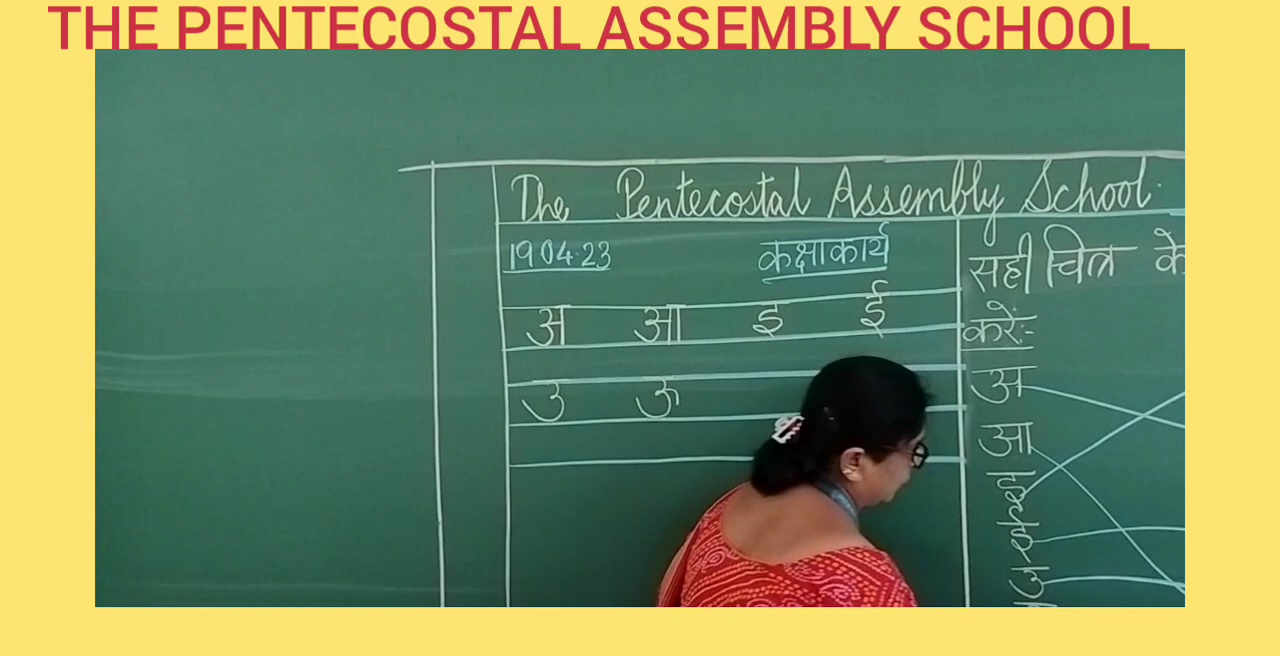 THE PENTECOSTAL ASSEMBLY SCHOOL
The Pentecostal Assembly School.
19.04.23 कक्षाकार्य
अ आ इ ई
उ ऊ
सही चित्र के
करें:-
अ
आ
इ
ई
उ